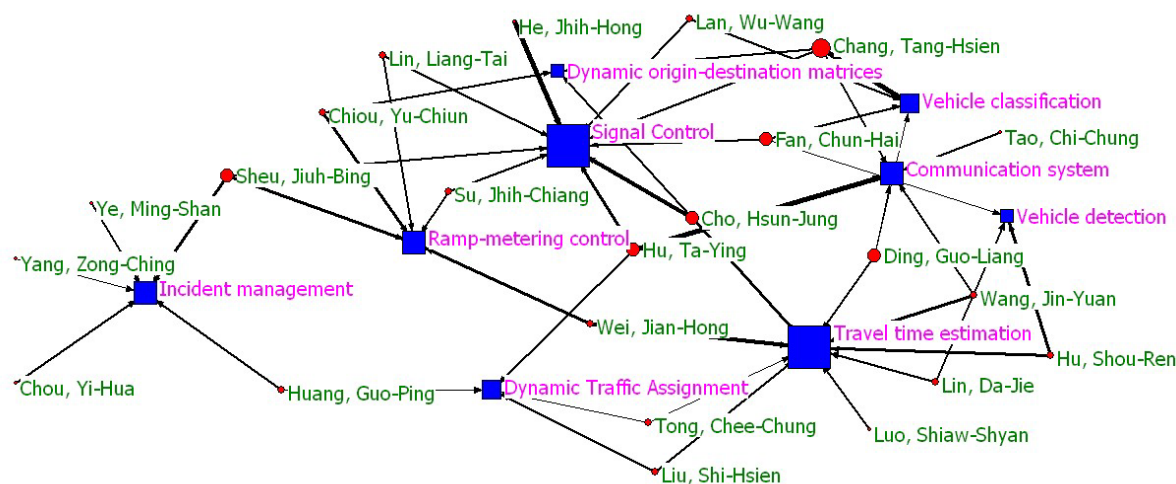 He, Jhih-Hong
Lan, Wu-Wang
Chang, Tang-Hsien
Lin, Liang-Tai
Dynamic origin-destination matrices
Vehicle classification
Chiou, Yu-Chiun
Signal Control
Fan, Chun-Hai
Tao, Chi-Chung
Sheu, Jiuh-Bing
Communication system
Su, Jhih-Chiang
Ye, Ming-Shan
Cho, Hsun-Jung
Vehicle detection
Ramp-metering control
Hu, Ta-Ying
Ding, Guo-Liang
Yang, Zong-Ching
Incident management
Wang, Jin-Yuan
Wei, Jian-Hong
Travel time estimation
Hu, Shou-Ren
Chou, Yi-Hua
Huang, Guo-Ping
Dynamic Traffic Assignment
Lin, Da-Jie
Tong, Chee-Chung
Luo, Shiaw-Shyan
Liu, Shi-Hsien